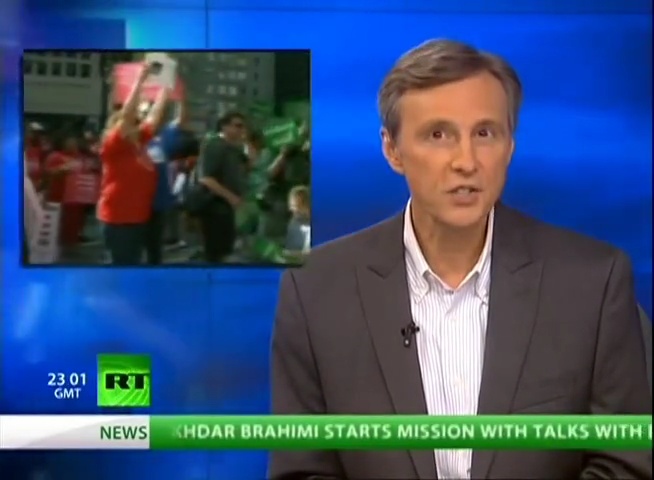 23 01
GMT
RT
NEWS
KHDAR BRAHIMI STARTS MISSION WITH TALKS WITH